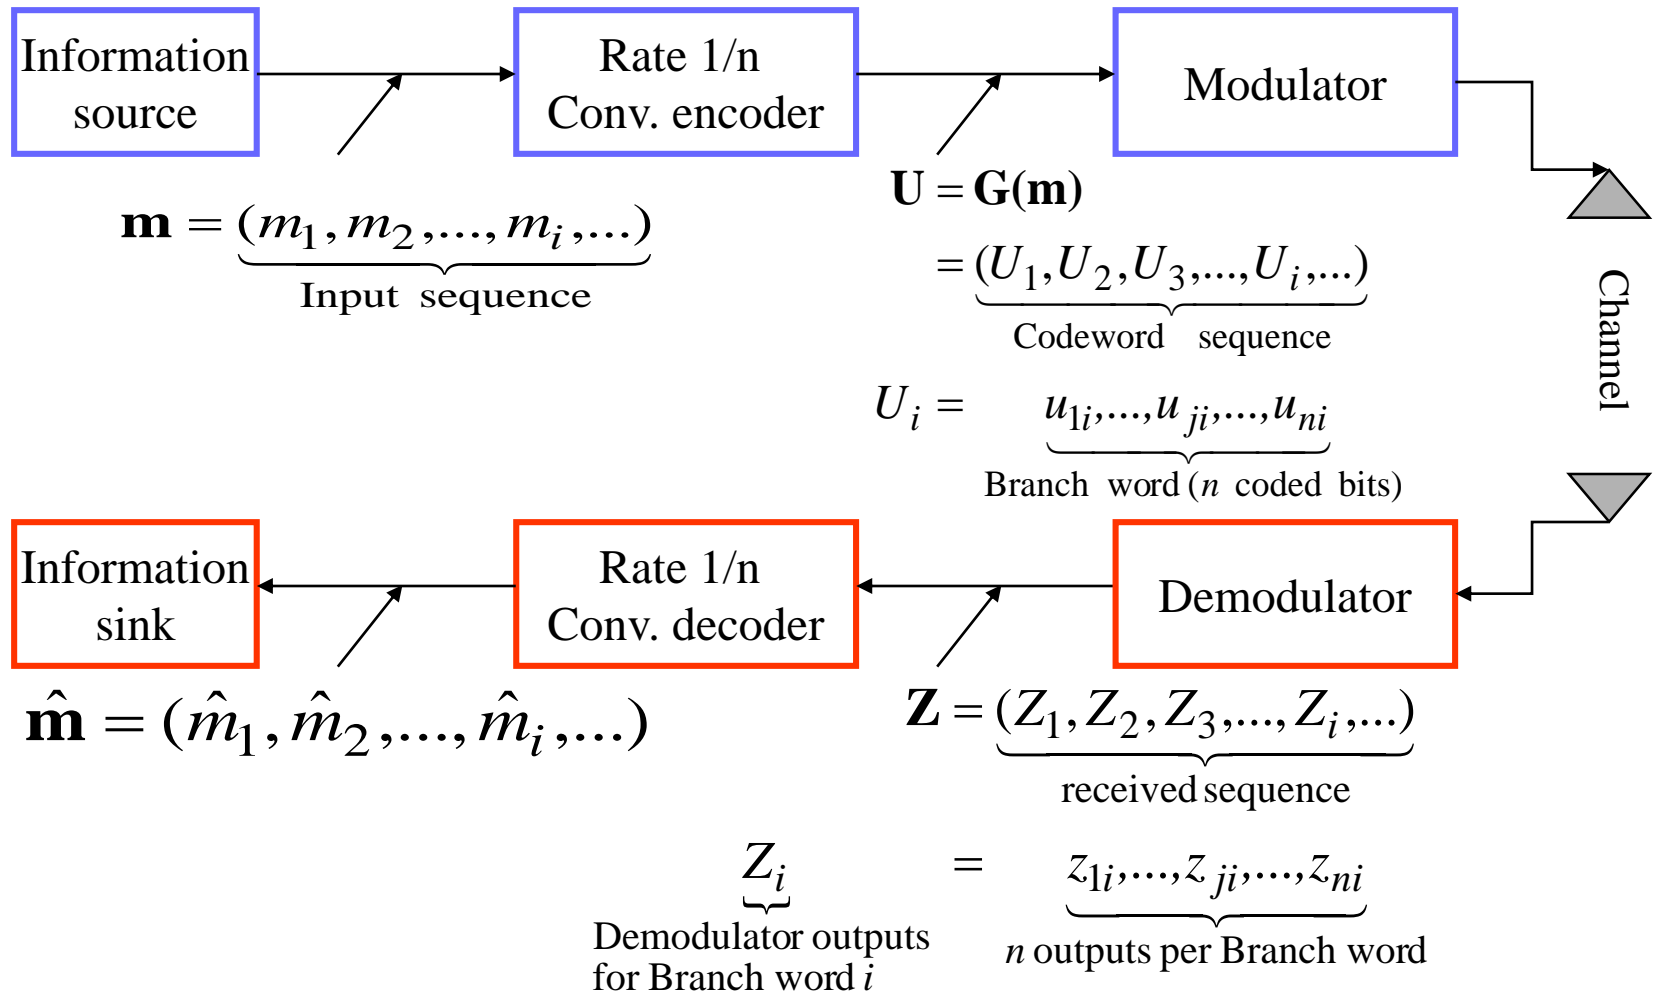 Information
source
Rate 1/n
Conv. encoder
Modulator
m = (m₁, m₂,..., mᵢ,...)
Input sequence
U = G(m)
= (U₁,U₂,U₃,...,Uᵢ,...)
Codeword sequence
Uᵢ = u₁ᵢ,...,uⱼᵢ,...,uₙᵢ
Branch word (n coded bits)
Channel
Information
sink
Rate 1/n
Conv. decoder
Demodulator
m̂ = (m̂₁, m̂₂,..., m̂ᵢ,...)
Z = (Z₁, Z₂, Z₃,..., Zᵢ,...)
received sequence
Zᵢ = z₁ᵢ,...,zⱼᵢ,...,zₙᵢ
Demodulator outputs
for Branch word i
n outputs per Branch word